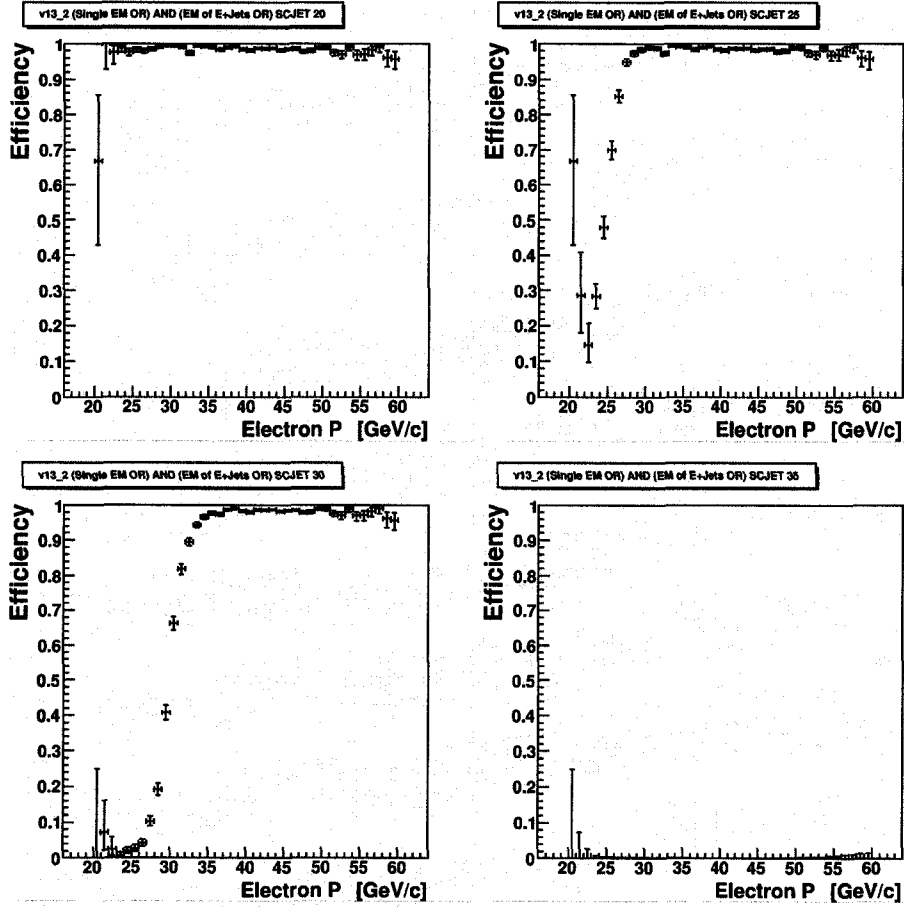 v13_2 (Single EM OR) AND (EM of E+Jets OR) SCJET 20
Efficiency
1
0.9
0.8
0.7
0.6
0.5
0.4
0.3
0.2
0.1
0
20 25 30 35 40 45 50 55 60
Electron P [GeV/c]
v13_2 (Single EM OR) AND (EM of E+Jets OR) SCJET 25
Efficiency
1
0.9
0.8
0.7
0.6
0.5
0.4
0.3
0.2
0.1
0
20 25 30 35 40 45 50 55 60
Electron P [GeV/c]
v13_2 (Single EM OR) AND (EM of E+Jets OR) SCJET 30
Efficiency
1
0.9
0.8
0.7
0.6
0.5
0.4
0.3
0.2
0.1
0
20 25 30 35 40 45 50 55 60
Electron P [GeV/c]
v13_2 (Single EM OR) AND (EM of E+Jets OR) SCJET 35
Efficiency
1
0.9
0.8
0.7
0.6
0.5
0.4
0.3
0.2
0.1
0
20 25 30 35 40 45 50 55 60
Electron P [GeV/c]